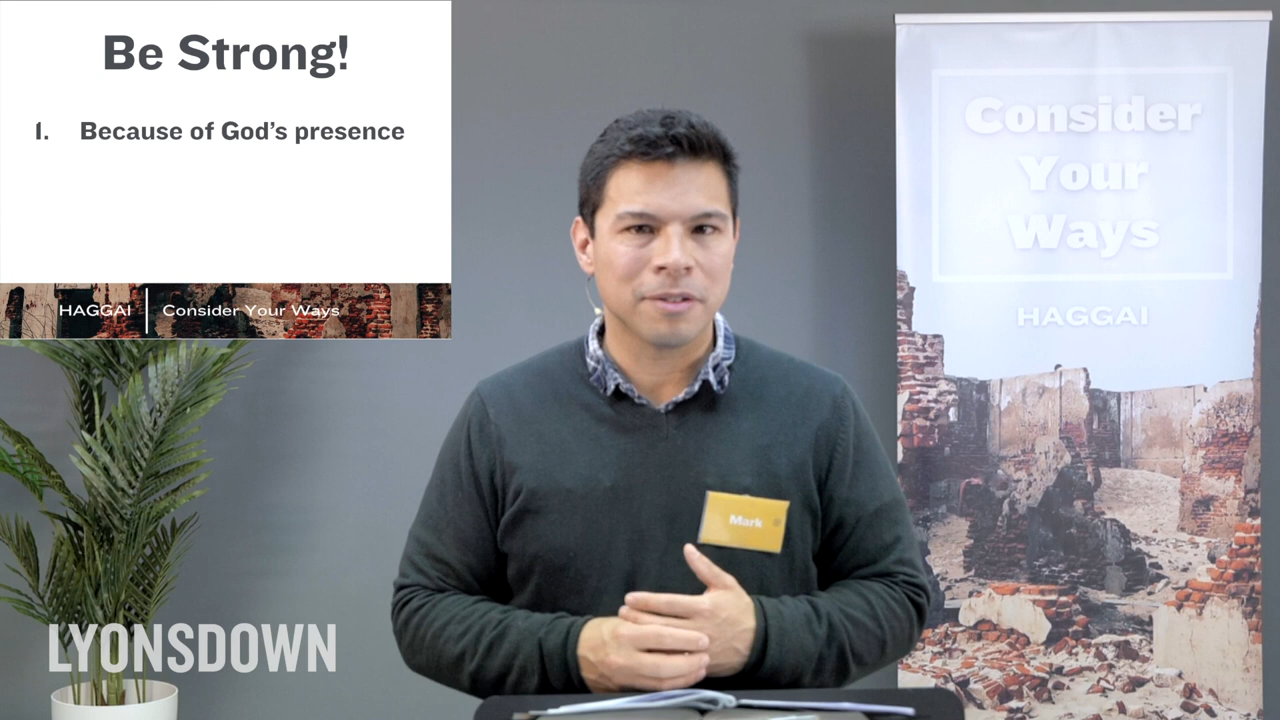 Be Strong!
1. Because of God's presence
HAGGAI | Consider Your Ways
Consider
Your
Ways
HAGGAI
Mark
LYONSDOWN